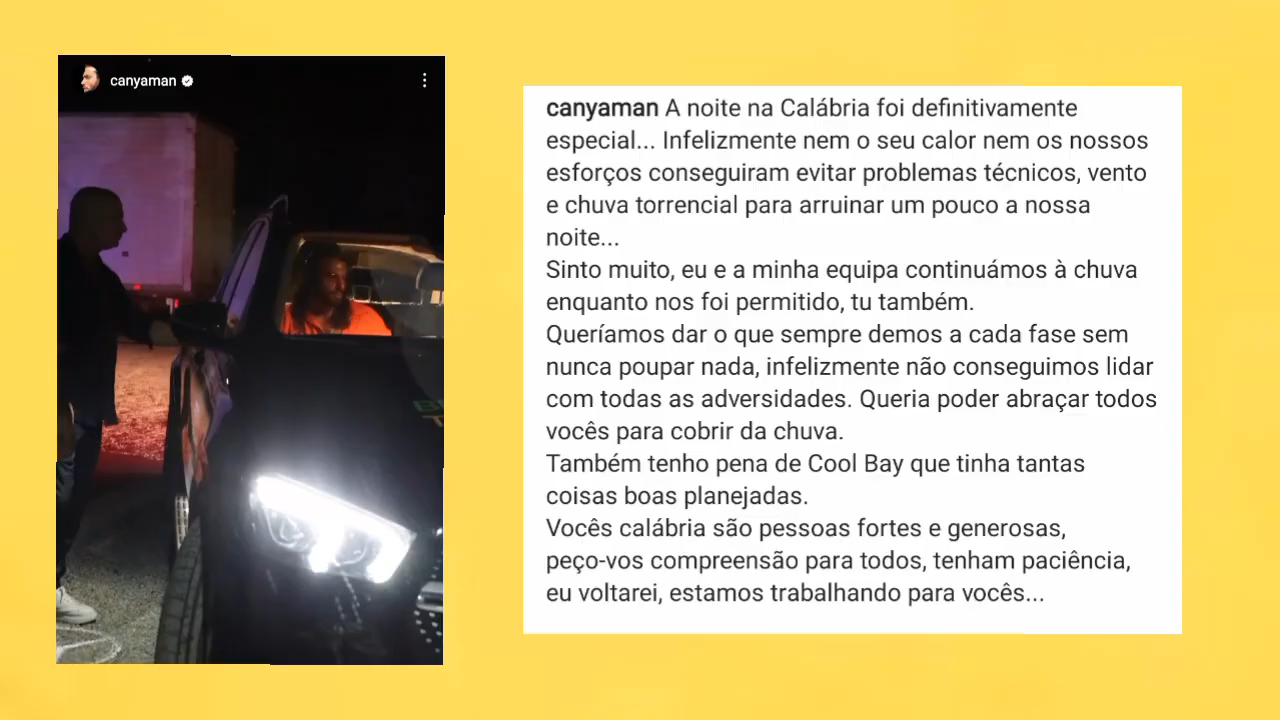 canyaman
canyaman A noite na Calábria foi definitivamente
especial... Infelizmente nem o seu calor nem os nossos
esforços conseguiram evitar problemas técnicos, vento
e chuva torrencial para arruinar um pouco a nossa
noite...
Sinto muito, eu e a minha equipa continuámos à chuva
enquanto nos foi permitido, tu também.
Queríamos dar o que sempre demos a cada fase sem
nunca poupar nada, infelizmente não conseguimos lidar
com todas as adversidades. Queria poder abraçar todos
vocês para cobrir da chuva.
Também tenho pena de Cool Bay que tinha tantas
coisas boas planejadas.
Vocês calábria são pessoas fortes e generosas,
peço-vos compreensão para todos, tenham paciência,
eu voltarei, estamos trabalhando para vocês...